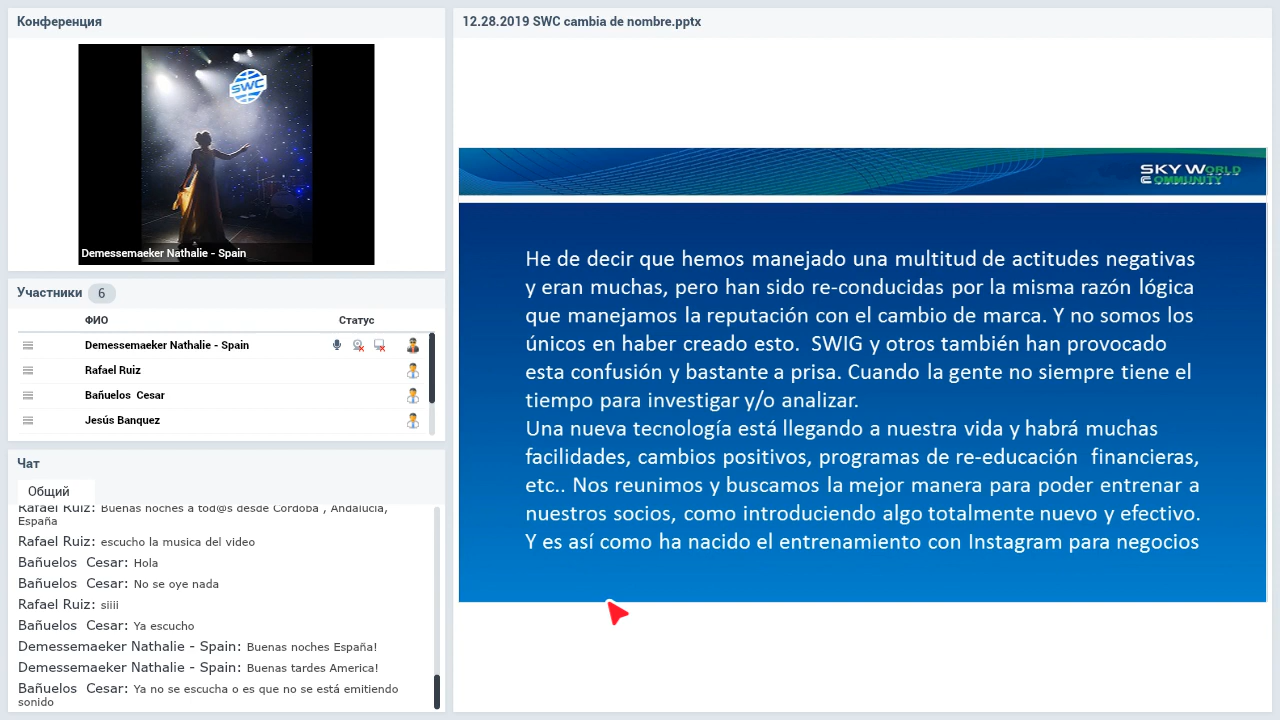 Конференция
SWC
Demessemaeker Nathalie - Spain
Участники 6
ФИО Статус
Demessemaeker Nathalie - Spain
Rafael Ruiz
Bañuelos Cesar
Jesús Banquez
Чат
Общий
Rafael Ruiz: Buenas noches a tod@s desde Córdoba , Andalucía,
España
Rafael Ruiz: escucho la musica del video
Bañuelos Cesar: Hola
Bañuelos Cesar: No se oye nada
Rafael Ruiz: siiii
Bañuelos Cesar: Ya escucho
Demessemaeker Nathalie - Spain: Buenas noches España!
Demessemaeker Nathalie - Spain: Buenas tardes America!
Bañuelos Cesar: Ya no se escucha o es que no se está emitiendo
sonido
12.28.2019 SWC cambia de nombre.pptx
SKY WORLD
COMMUNITY
He de decir que hemos manejado una multitud de actitudes negativas
y eran muchas, pero han sido re-conducidas por la misma razón lógica
que manejamos la reputación con el cambio de marca. Y no somos los
únicos en haber creado esto. SWIG y otros también han provocado
esta confusión y bastante a prisa. Cuando la gente no siempre tiene el
tiempo para investigar y/o analizar.
Una nueva tecnología está llegando a nuestra vida y habrá muchas
facilidades, cambios positivos, programas de re-educación financieras,
etc.. Nos reunimos y buscamos la mejor manera para poder entrenar a
nuestros socios, como introduciendo algo totalmente nuevo y efectivo.
Y es así como ha nacido el entrenamiento con Instagram para negocios